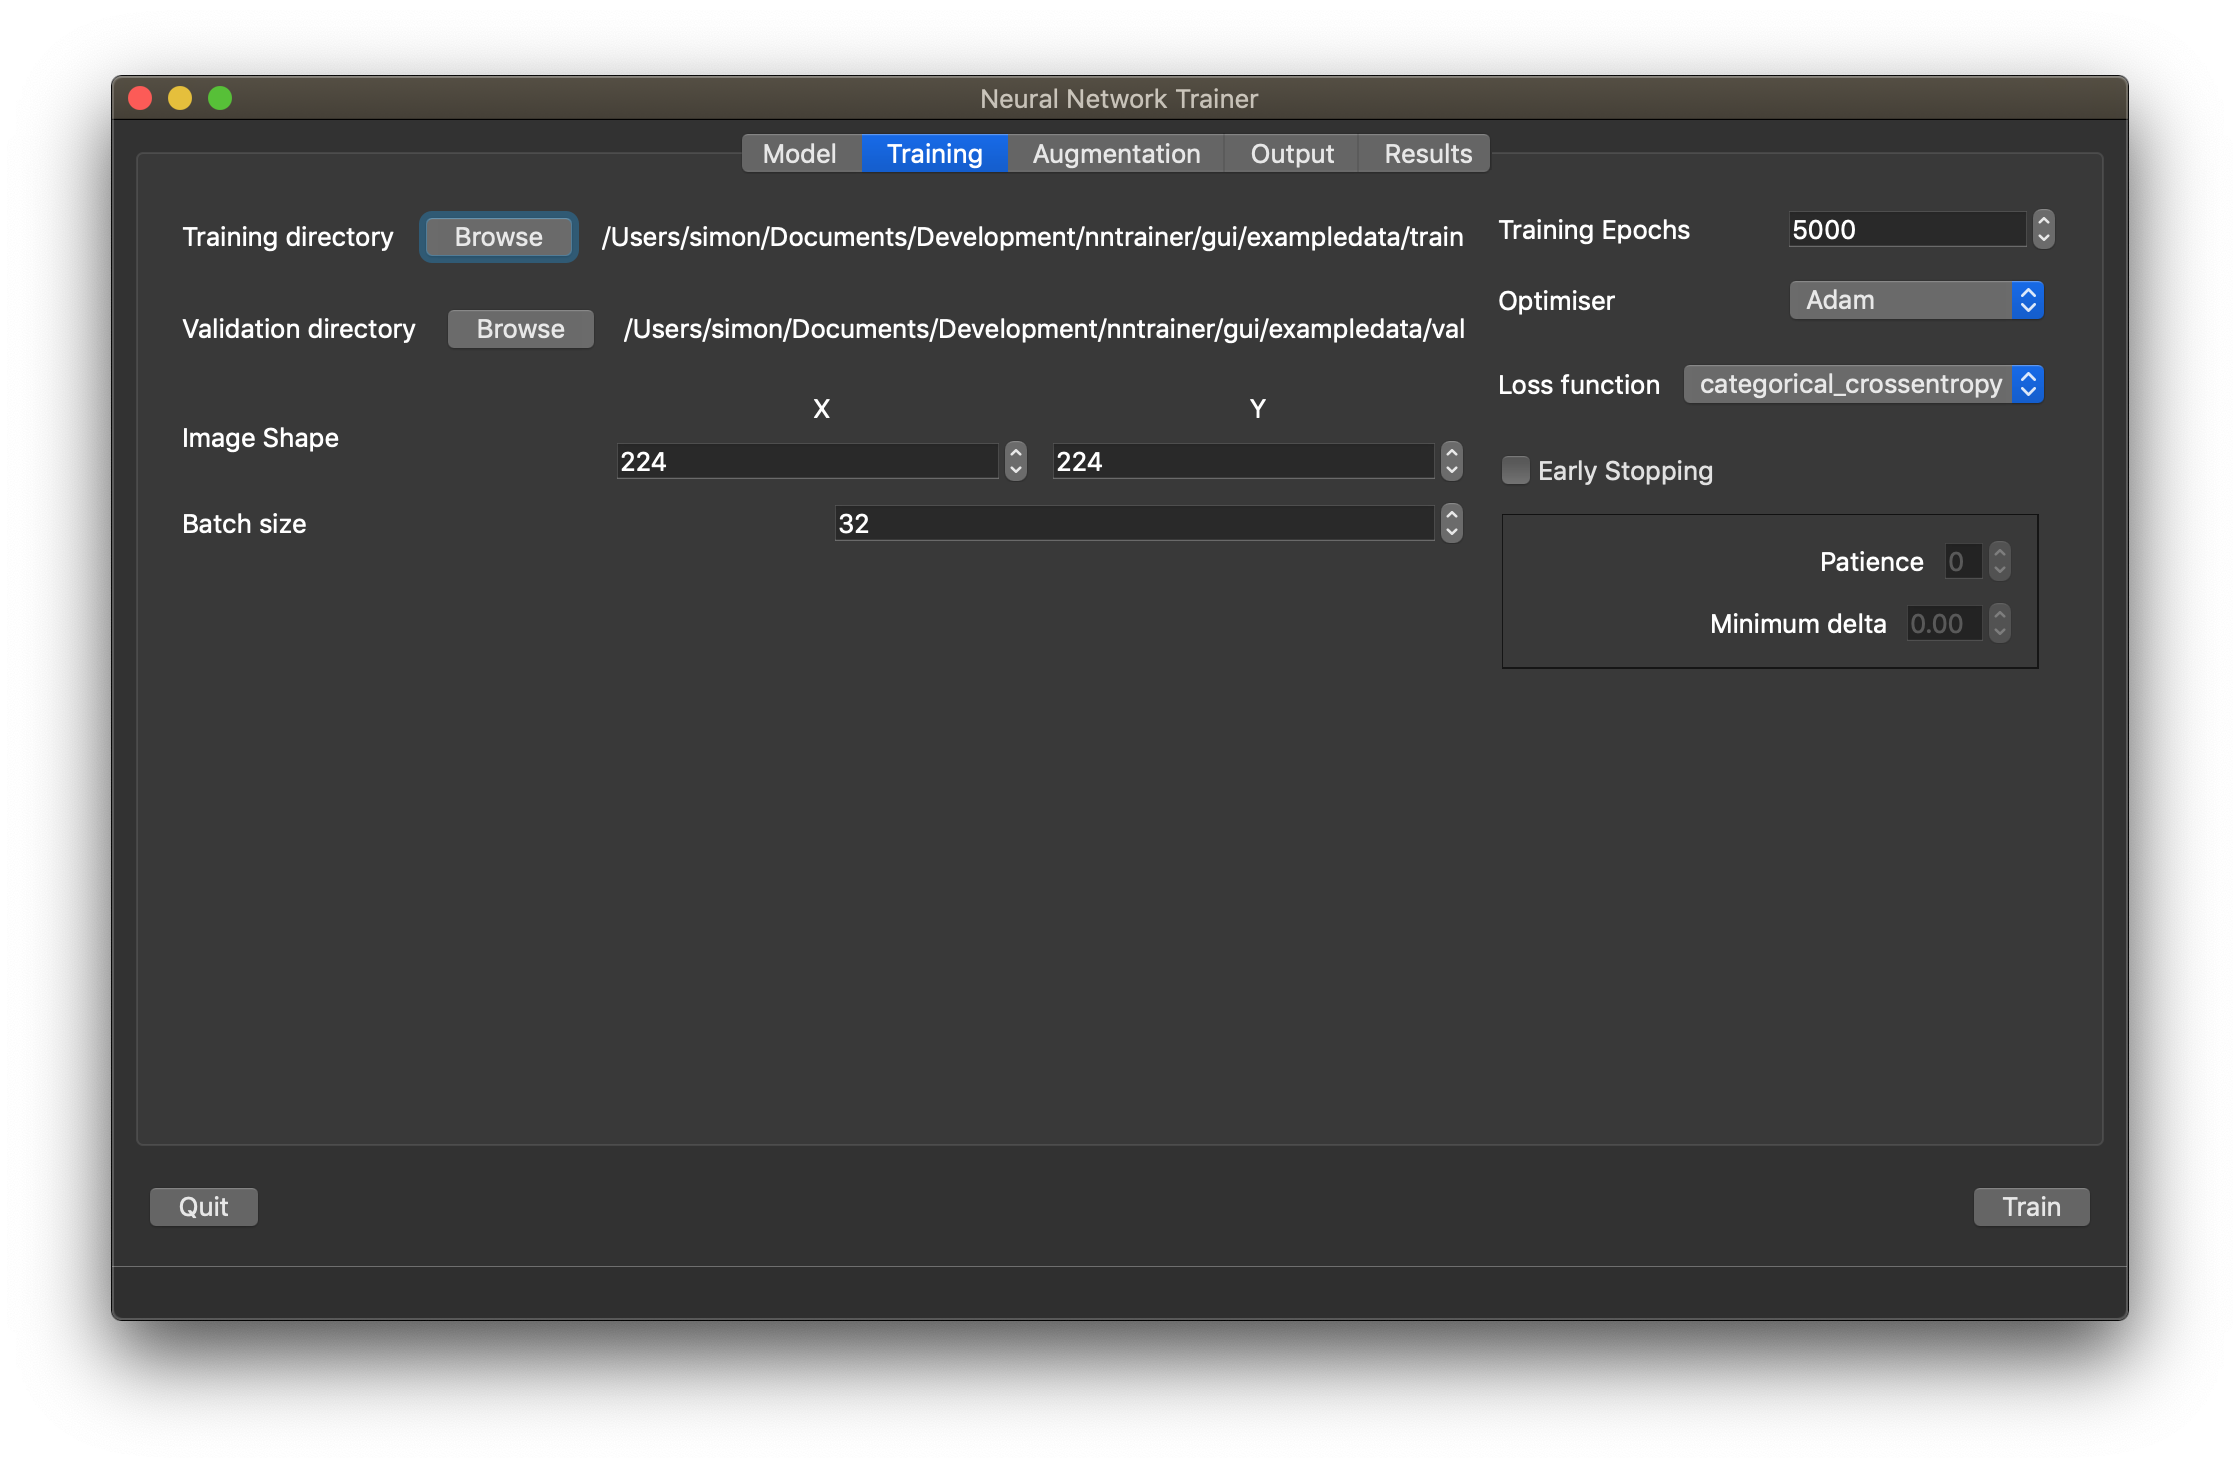 Neural Network Trainer
Model Training Augmentation Output Results
Training directory Browse /Users/simon/Documents/Development/nntrainer/gui/exampledata/train
Validation directory Browse /Users/simon/Documents/Development/nntrainer/gui/exampledata/val
X Y
Image Shape
224 224
Batch size 32
Training Epochs 5000
Optimiser Adam
Loss function categorical_crossentropy
Early Stopping
Patience 0
Minimum delta 0.00
Quit Train